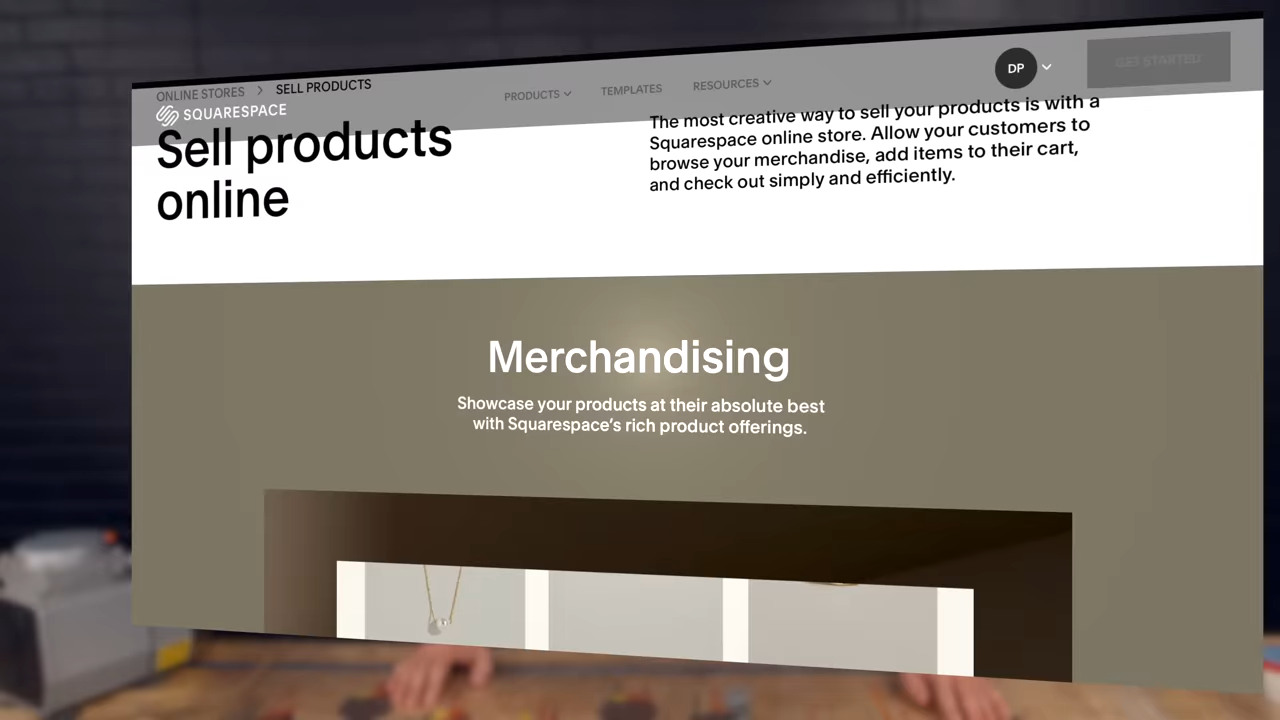 ONLINE STORES > SELL PRODUCTS
SQUARESPACE
PRODUCTS
TEMPLATES
RESOURCES
DP
GET STARTED
Sell products
online
The most creative way to sell your products is with a
Squarespace online store. Allow your customers to
browse your merchandise, add items to their cart,
and check out simply and efficiently.
Merchandising
Showcase your products at their absolute best
with Squarespace's rich product offerings.